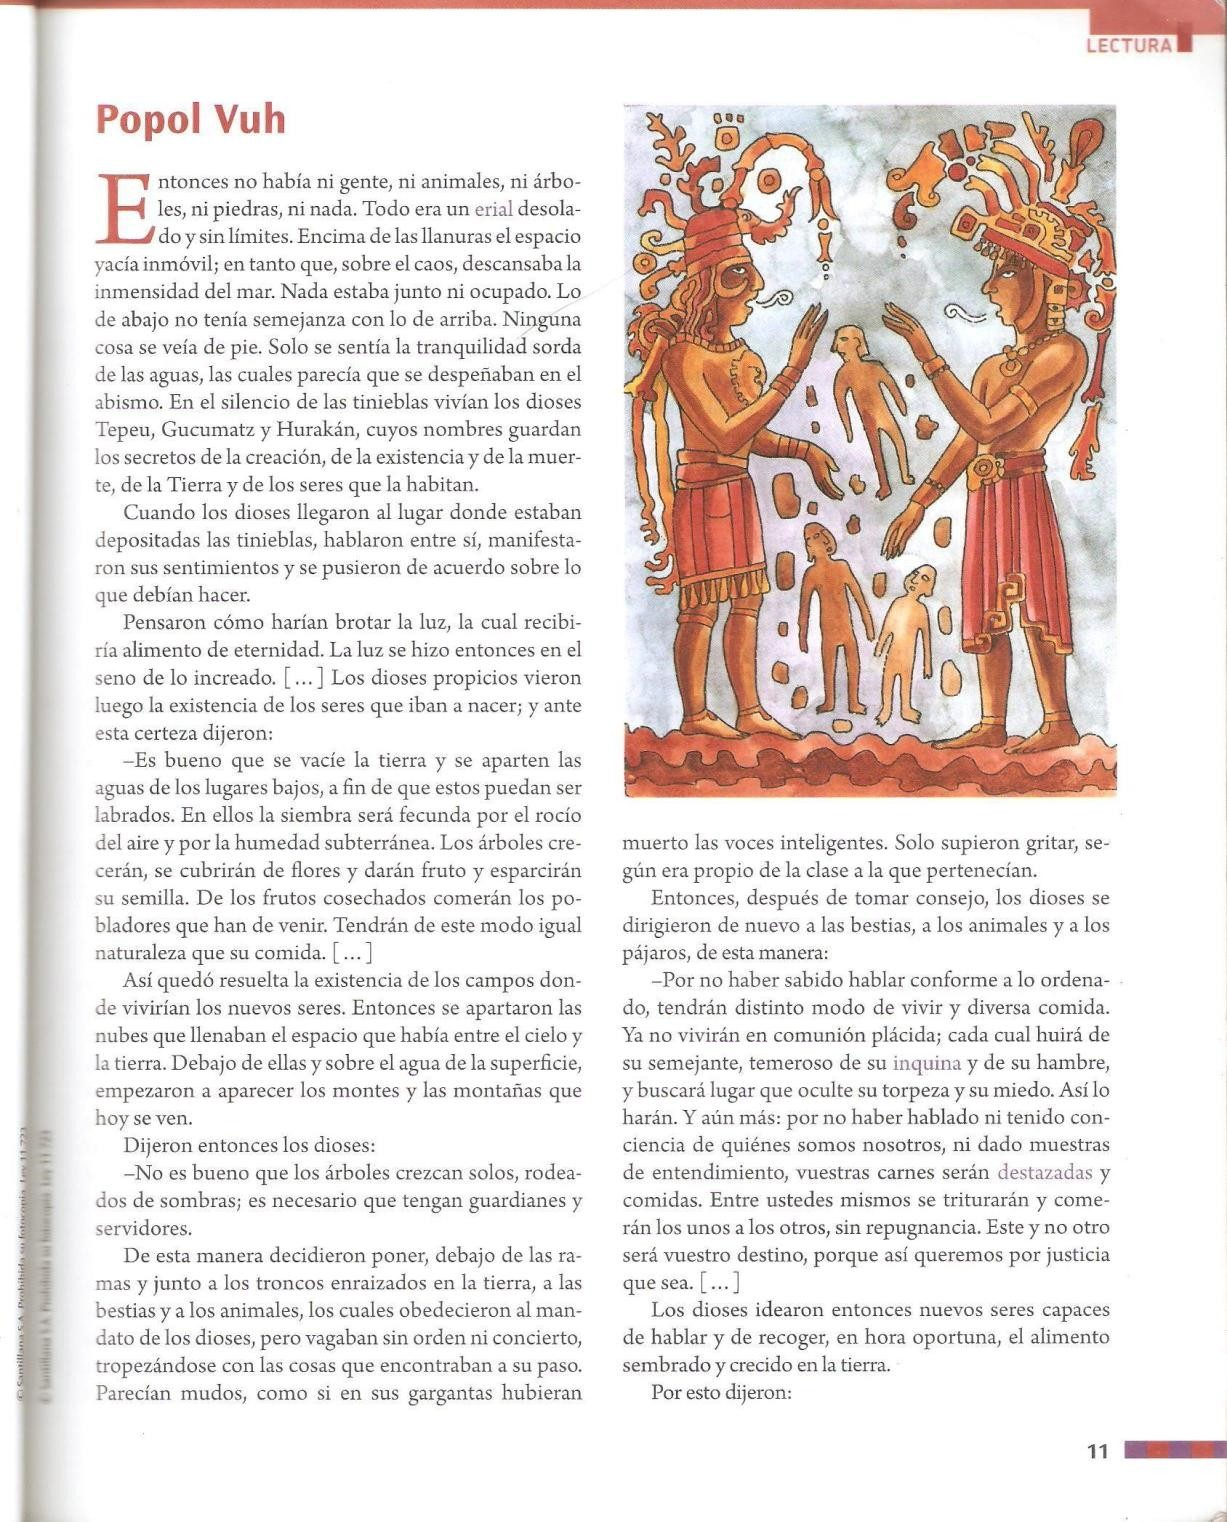 LECTURA
Popol Vuh
Entonces no había ni gente, ni animales, ni árbo-
les, ni piedras, ni nada. Todo era un erial desola-
do y sin límites. Encima de las llanuras el espacio
yacía inmóvil; en tanto que, sobre el caos, descansaba la
inmensidad del mar. Nada estaba junto ni ocupado. Lo
de abajo no tenía semejanza con lo de arriba. Ninguna
cosa se veía de pie. Solo se sentía la tranquilidad sorda
de las aguas, las cuales parecía que se despeñaban en el
abismo. En el silencio de las tinieblas vivían los dioses
Tepeu, Gucumatz y Hurakán, cuyos nombres guardan
los secretos de la creación, de la existencia y de la muer-
te, de la Tierra y de los seres que la habitan.
Cuando los dioses llegaron al lugar donde estaban
depositadas las tinieblas, hablaron entre sí, manifesta-
ron sus sentimientos y se pusieron de acuerdo sobre lo
que debían hacer.
Pensaron cómo harían brotar la luz, la cual recibi-
ría alimento de eternidad. La luz se hizo entonces en el
seno de lo increado. [...] Los dioses propicios vieron
luego la existencia de los seres que iban a nacer; y ante
esta certeza dijeron:
–Es bueno que se vacíe la tierra y se aparten las
aguas de los lugares bajos, a fin de que estos puedan ser
labrados. En ellos la siembra será fecunda por el rocío
del aire y por la humedad subterránea. Los árboles cre-
cerán, se cubrirán de flores y darán fruto y esparcirán
su semilla. De los frutos cosechados comerán los po-
bladores que han de venir. Tendrán de este modo igual
naturaleza que su comida. [...]
Así quedó resuelta la existencia de los campos don-
de vivirían los nuevos seres. Entonces se apartaron las
nubes que llenaban el espacio que había entre el cielo y
la tierra. Debajo de ellas y sobre el agua de la superficie,
empezaron a aparecer los montes y las montañas que
hoy se ven.
Dijeron entonces los dioses:
–No es bueno que los árboles crezcan solos, rodea-
dos de sombras; es necesario que tengan guardianes y
servidores.
De esta manera decidieron poner, debajo de las ra-
mas y junto a los troncos enraizados en la tierra, a las
bestias y a los animales, los cuales obedecieron al man-
dato de los dioses, pero vagaban sin orden ni concierto,
tropezándose con las cosas que encontraban a su paso.
Parecían mudos, como si en sus gargantas hubieran
muerto las voces inteligentes. Solo supieron gritar, se-
gún era propio de la clase a la que pertenecían.
Entonces, después de tomar consejo, los dioses se
dirigieron de nuevo a las bestias, a los animales y a los
pájaros, de esta manera:
–Por no haber sabido hablar conforme a lo ordena-
do, tendrán distinto modo de vivir y diversa comida.
Ya no vivirán en comunión plácida; cada cual huirá de
su semejante, temeroso de su inquina y de su hambre,
y buscará lugar que oculte su torpeza y su miedo. Así lo
harán. Y aún más: por no haber hablado ni tenido con-
ciencia de quiénes somos nosotros, ni dado muestras
de entendimiento, vuestras carnes serán destazadas y
comidas. Entre ustedes mismos se triturarán y come-
rán los unos a los otros, sin repugnancia. Este y no otro
será vuestro destino, porque así queremos por justicia
que sea. [...]
Los dioses idearon entonces nuevos seres capaces
de hablar y de recoger, en hora oportuna, el alimento
sembrado y crecido en la tierra.
Por esto dijeron:
© Santillana S.A. Prohibida su fotocopia. Ley 11.723
11